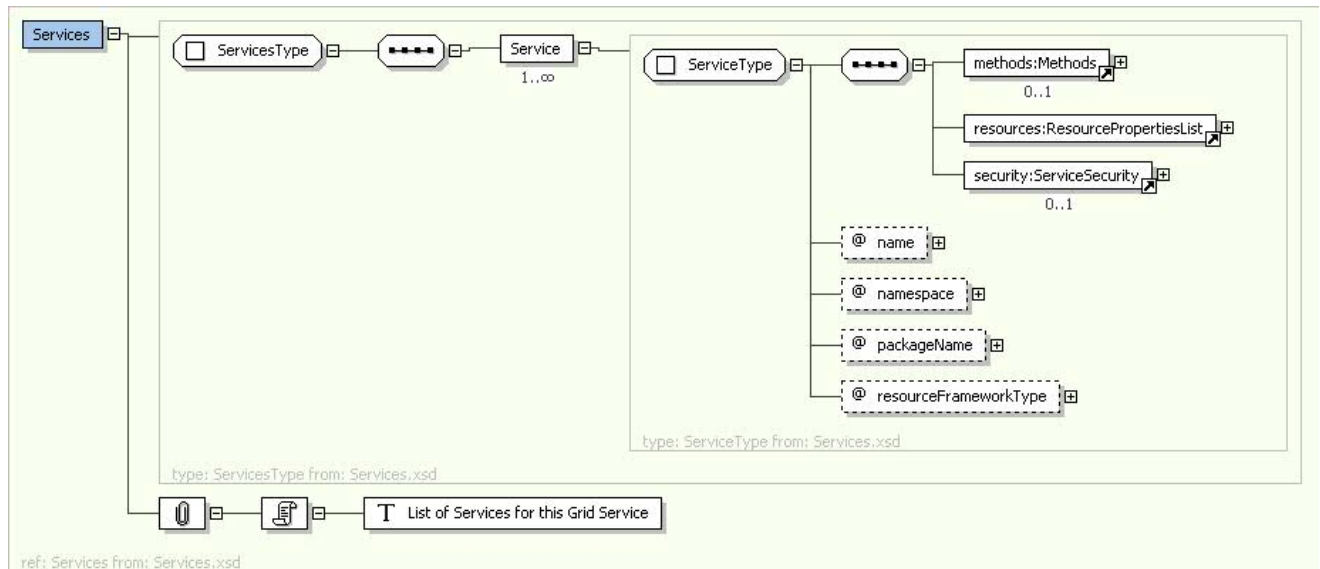 Services
ServicesType
Service
1..∞
ServiceType
methods:Methods
0..1
resources:ResourcePropertiesList
security:ServiceSecurity
0..1
@ name
@ namespace
@ packageName
@ resourceFrameworkType
type: ServiceType from: Services.xsd
type: ServicesType from: Services.xsd
T List of Services for this Grid Service
ref: Services from: Services.xsd